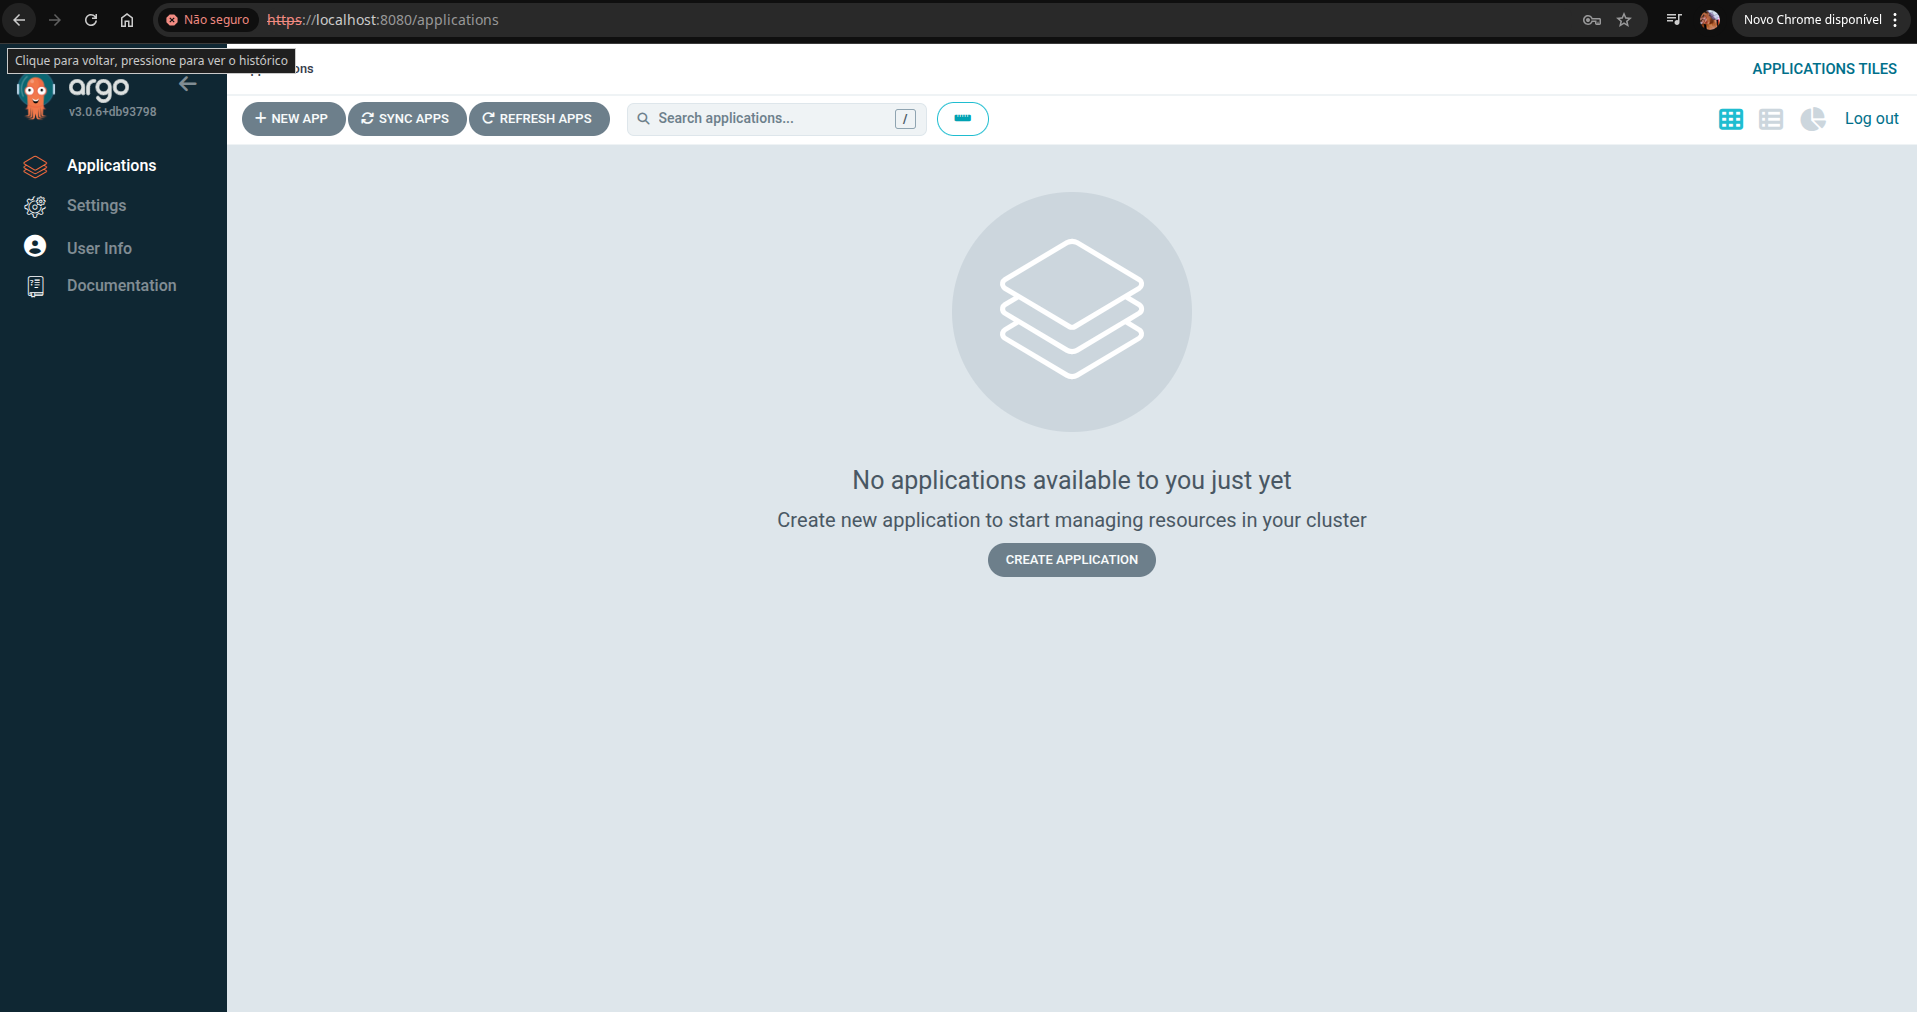 Não seguro
https://localhost:8080/applications
Novo Chrome disponível
Clique para voltar, pressione para ver o histórico
APPLICATIONS TILES
argo
v3.0.6+db93798
NEW APP
SYNC APPS
REFRESH APPS
Search applications...
/
Log out
Applications
Settings
User Info
Documentation
No applications available to you just yet
Create new application to start managing resources in your cluster
CREATE APPLICATION